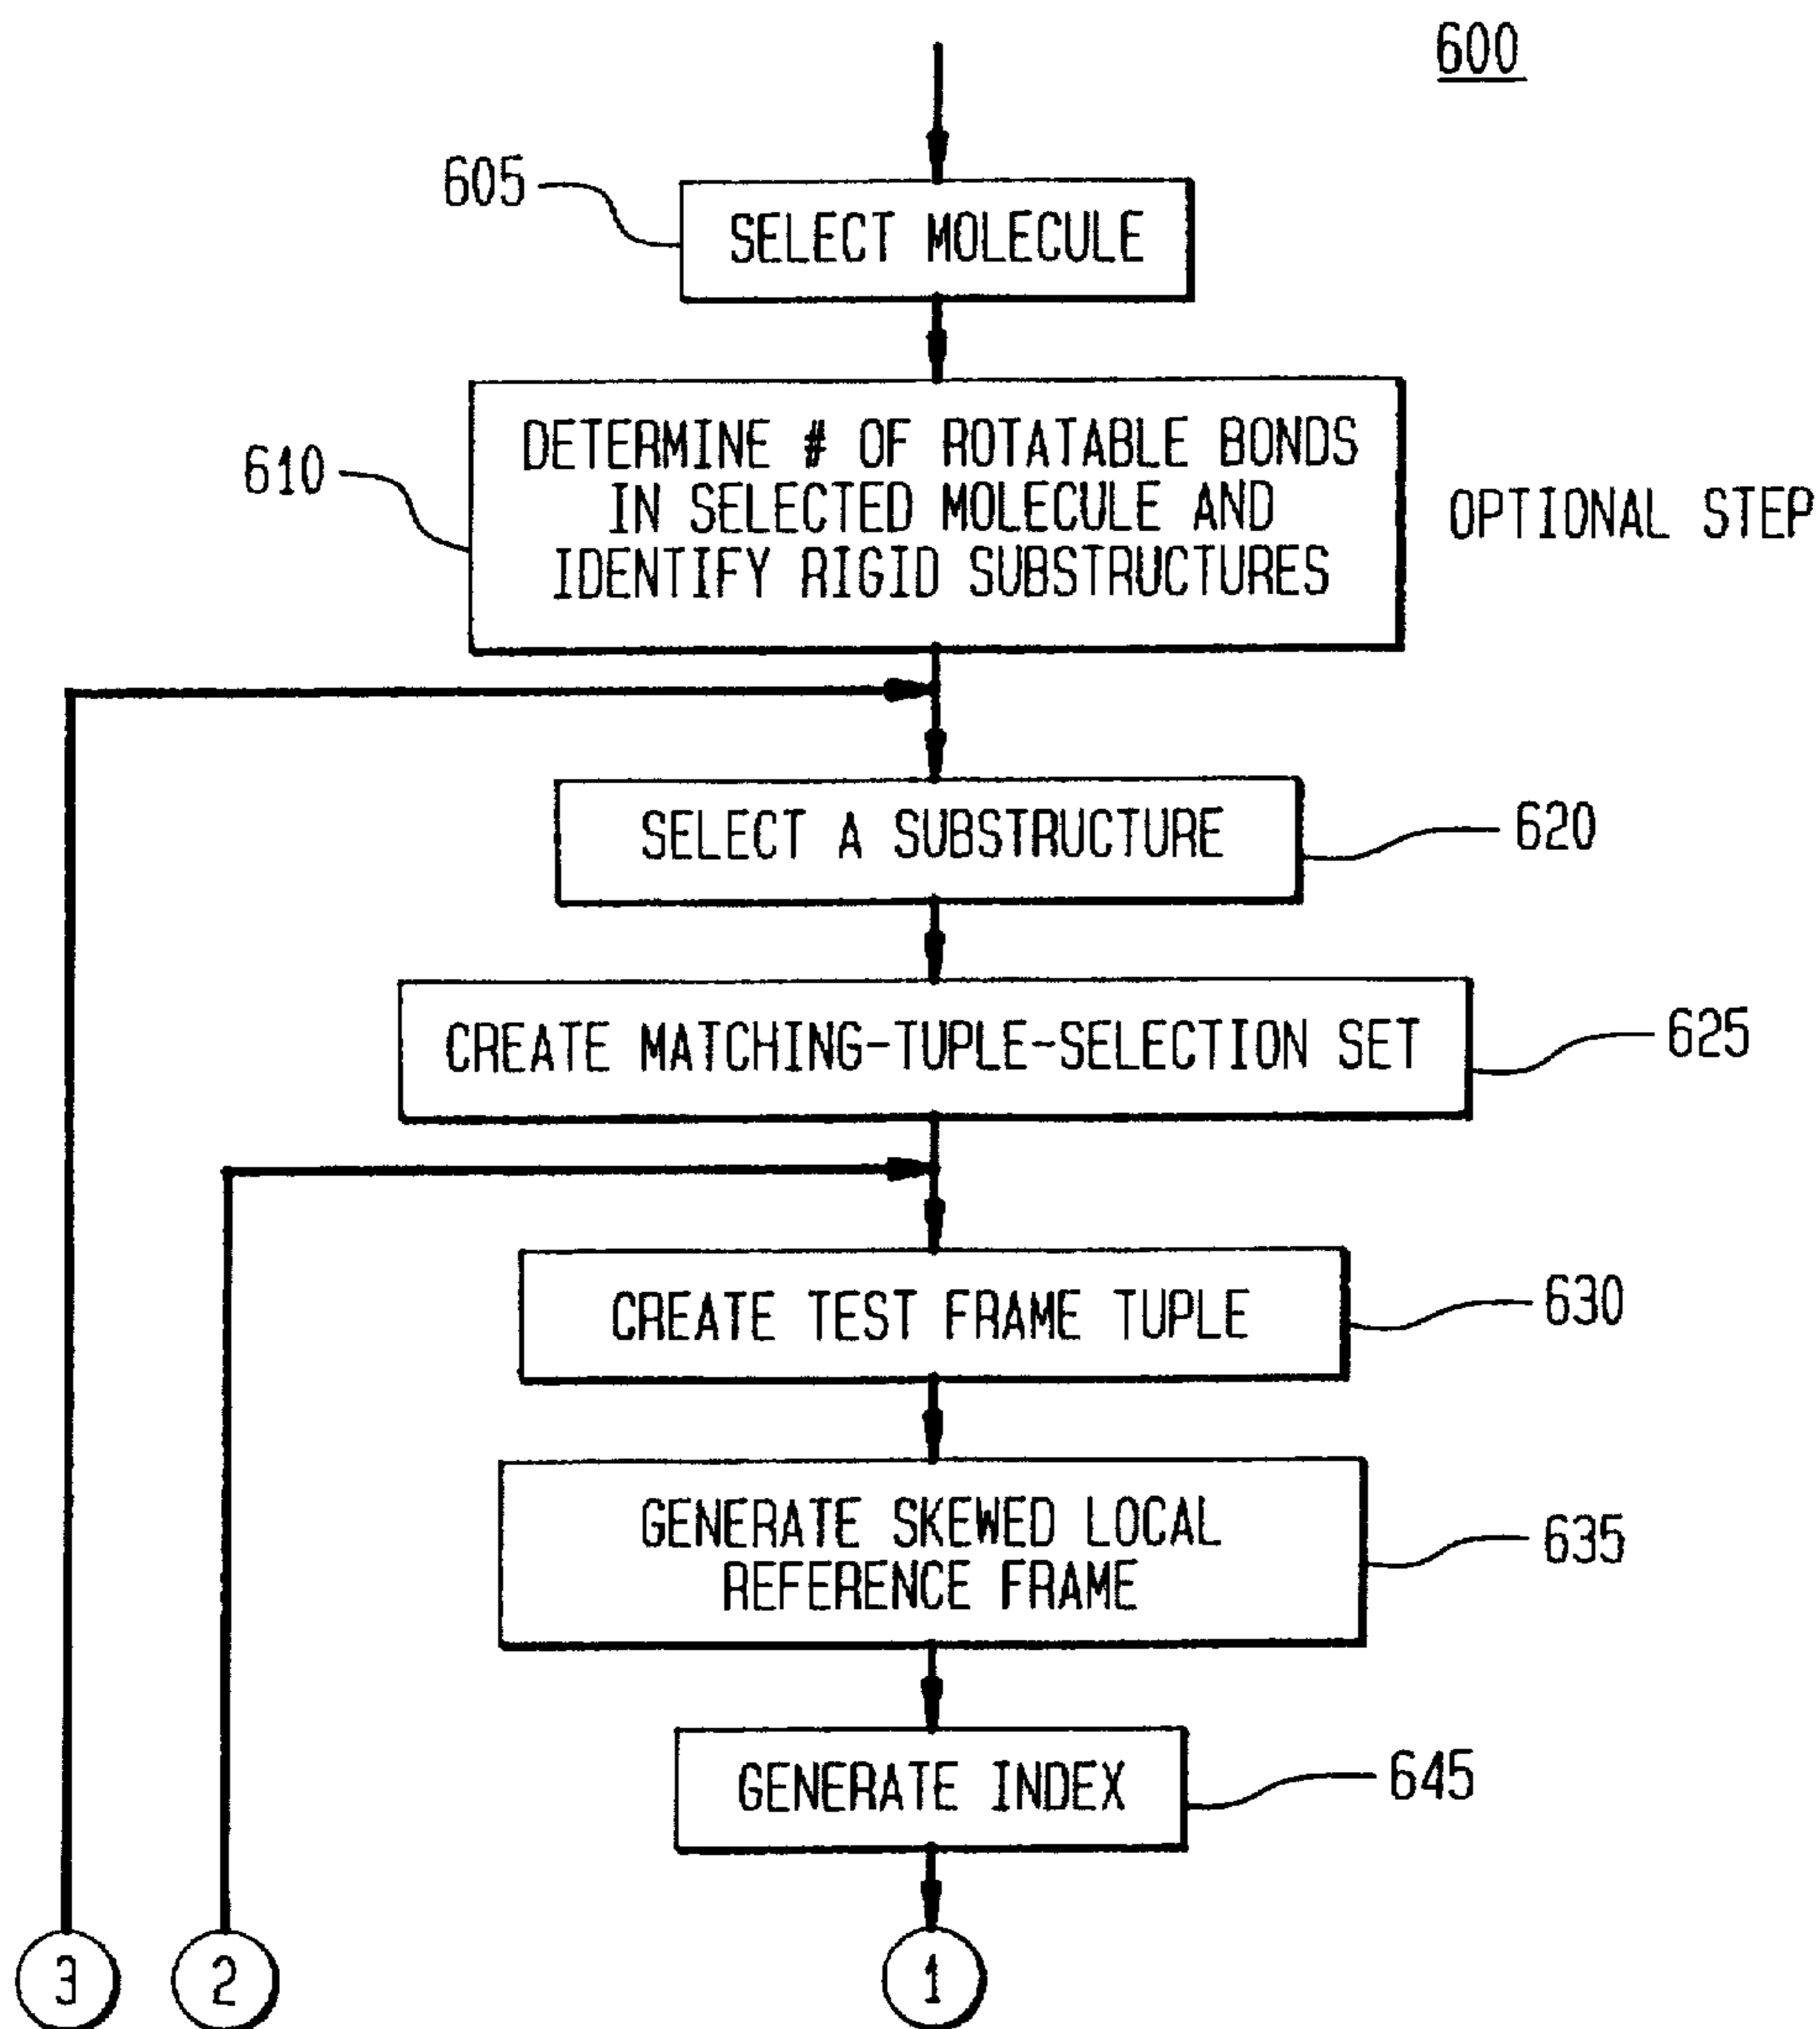 600
605
SELECT MOLECULE
610
DETERMINE # OF ROTATABLE BONDS
IN SELECTED MOLECULE AND
IDENTIFY RIGID SUBSTRUCTURES
OPTIONAL STEP
SELECT A SUBSTRUCTURE
620
CREATE MATCHING-TUPLE-SELECTION SET
625
CREATE TEST FRAME TUPLE
630
GENERATE SKEWED LOCAL
REFERENCE FRAME
635
GENERATE INDEX
645
3
2
1